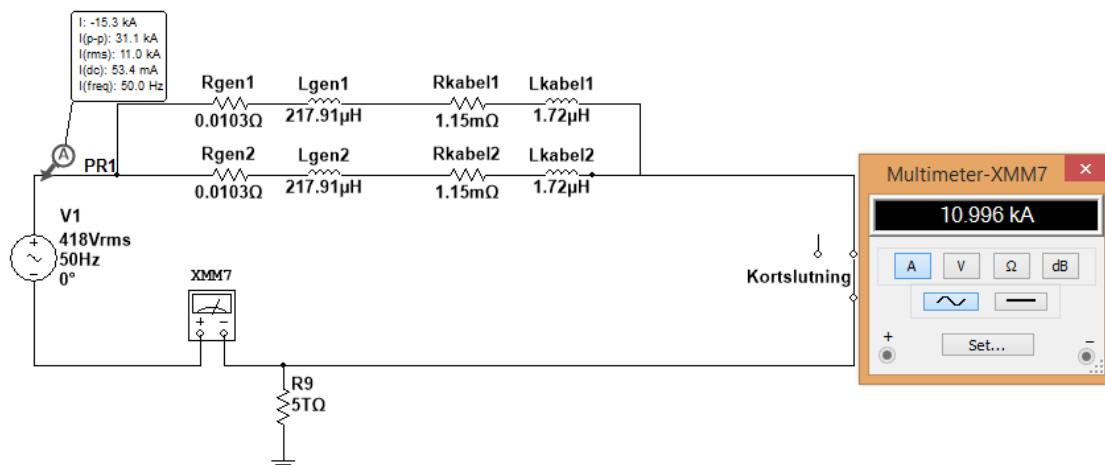 I: -15.3 kA
I(p-p): 31.1 kA
I(rms): 11.0 kA
I(dc): 53.4 mA
I(freq): 50.0 Hz
A
PR1
Rgen1
0.0103Ω
Lgen1
217.91µH
Rkabel1
1.15mΩ
Lkabel1
1.72µH
Rgen2
0.0103Ω
Lgen2
217.91µH
Rkabel2
1.15mΩ
Lkabel2
1.72µH
V1
418Vrms
50Hz
0°
XMM7
Kortslutning
R9
5TΩ
Multimeter-XMM7
×
10.996 kA
A V Ω dB
+ Set... -